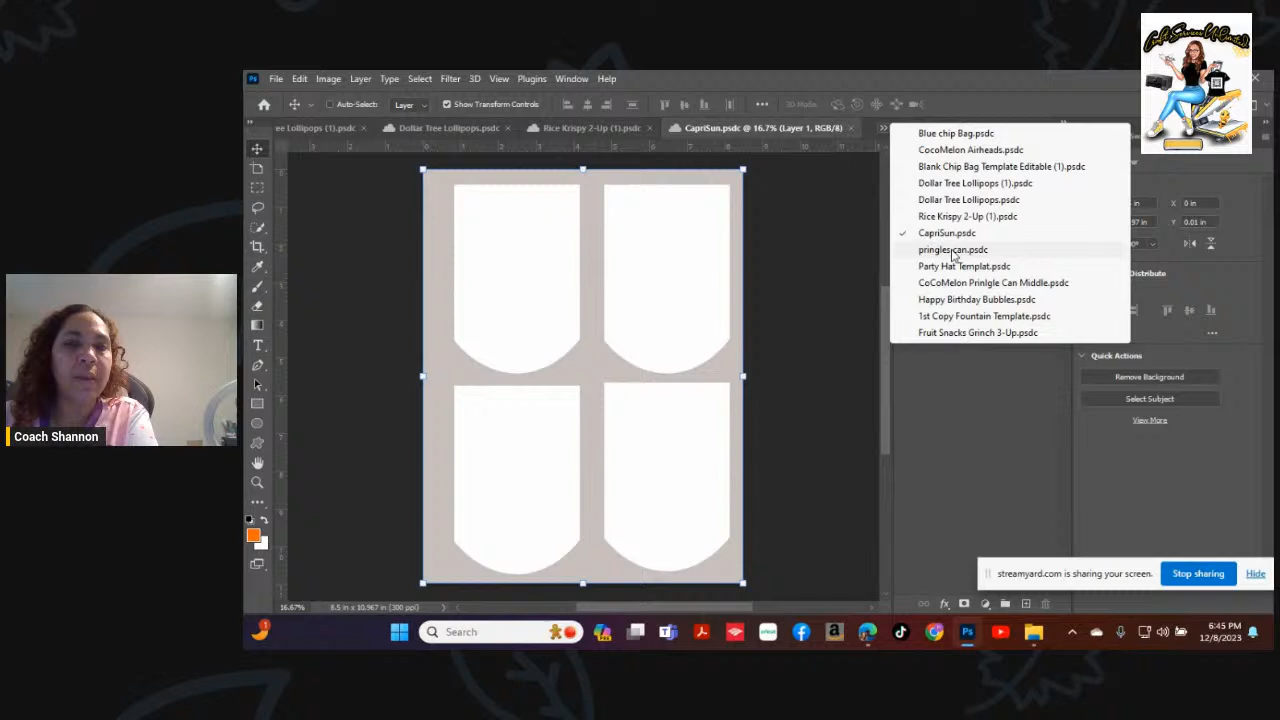 Craft Services
File Edit Image Layer Type Select Filter 3D View Plugins Window Help
Auto-Select: Layer Show Transform Controls ••• 3D Mode:
ee Lollipops (1).psdc × Dollar Tree Lollipops.psdc × Rice Krispy 2-Up (1).psdc × CapriSun.psdc @ 16.7% (Layer 1, RGB/8) ×
Blue chip Bag.psdc
CocoMelon Airheads.psdc
Blank Chip Bag Template Editable (1).psdc
Dollar Tree Lollipops (1).psdc
Dollar Tree Lollipops.psdc
Rice Krispy 2-Up (1).psdc
CapriSun.psdc
pringles can.psdc
Party Hat Templat.psdc
CoCoMelon Prinlgle Can Middle.psdc
Happy Birthday Bubbles.psdc
1st Copy Fountain Template.psdc
Fruit Snacks Grinch 3-Up.psdc
X 0 in
Y 0.01 in
Distribute
Quick Actions
Remove Background
Select Subject
View More
Coach Shannon
streamyard.com is sharing your screen. Stop sharing Hide
16.67% 8.5 in x 10.967 in (300 ppi)
Search
6:45 PM
12/8/2023